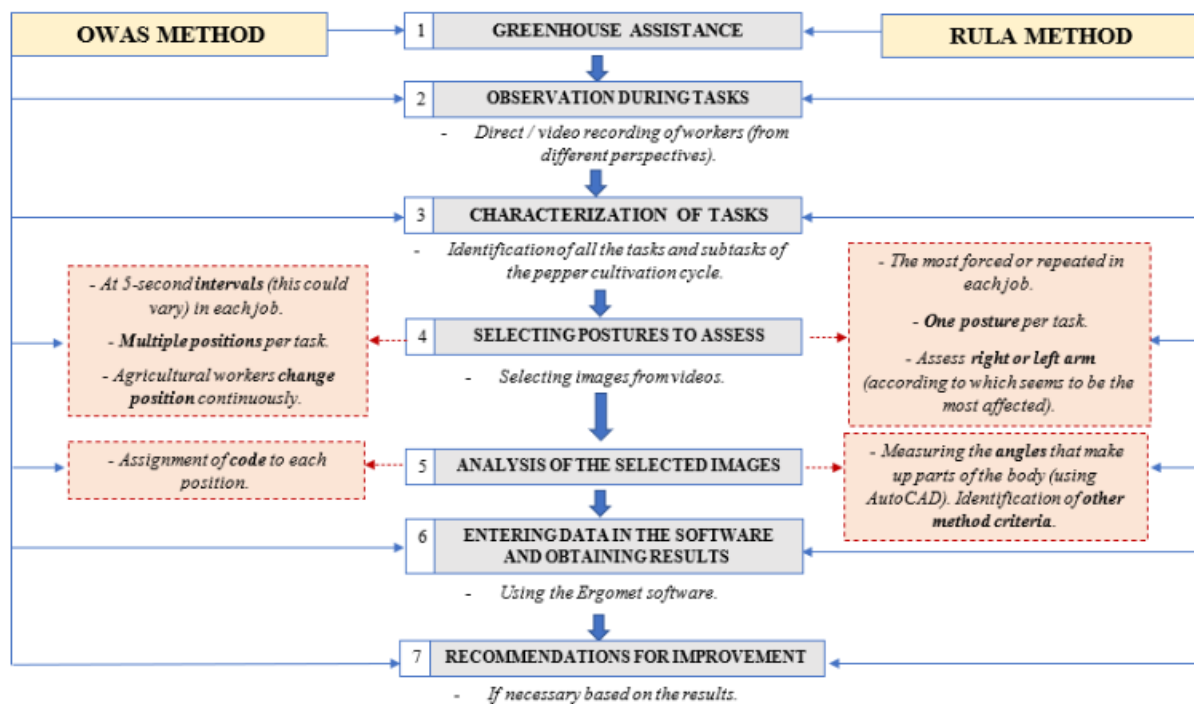 OWAS METHOD
1 GREENHOUSE ASSISTANCE
RULA METHOD
2 OBSERVATION DURING TASKS
- Direct / video recording of workers (from
different perspectives).
3 CHARACTERIZATION OF TASKS
- Identification of all the tasks and subtasks of
the pepper cultivation cycle.
- At 5-second intervals (this could
vary) in each job.
- Multiple positions per task.
- Agricultural workers change
position continuously.
4 SELECTING POSTURES TO ASSESS
- Selecting images from videos.
- The most forced or repeated in
each job.
- One posture per task.
- Assess right or left arm
(according to which seems to be the
most affected).
- Assignment of code to each
position.
5 ANALYSIS OF THE SELECTED IMAGES
- Measuring the angles that make
up parts of the body (using
AutoCAD). Identification of other
method criteria.
6 ENTERING DATA IN THE SOFTWARE
AND OBTAINING RESULTS
- Using the Ergomet software.
7 RECOMMENDATIONS FOR IMPROVEMENT
- If necessary based on the results.